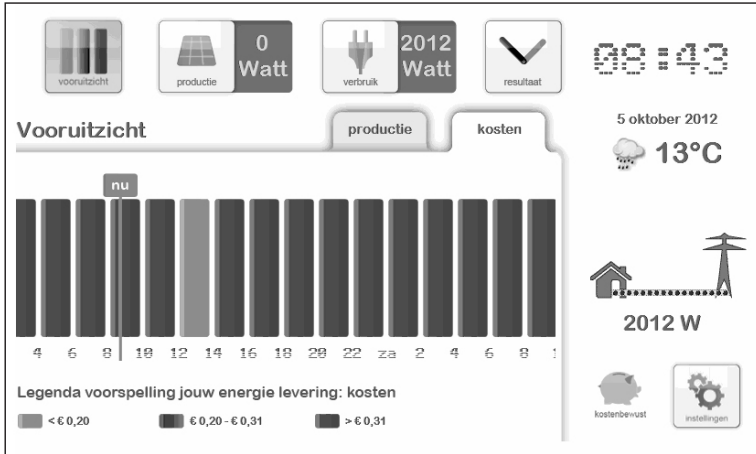 vooruitzicht
productie
0
Watt
verbruik
2012
Watt
resultaat
08:43
Vooruitzicht
productie
kosten
5 oktober 2012
13°C
nu
4 6 8 10 12 14 16 18 20 22 za 2 4 6 8
2012 W
Legenda voorspelling jouw energie levering: kosten
< € 0,20 € 0,20 - € 0,31 > € 0,31
kostenbewust
instellingen